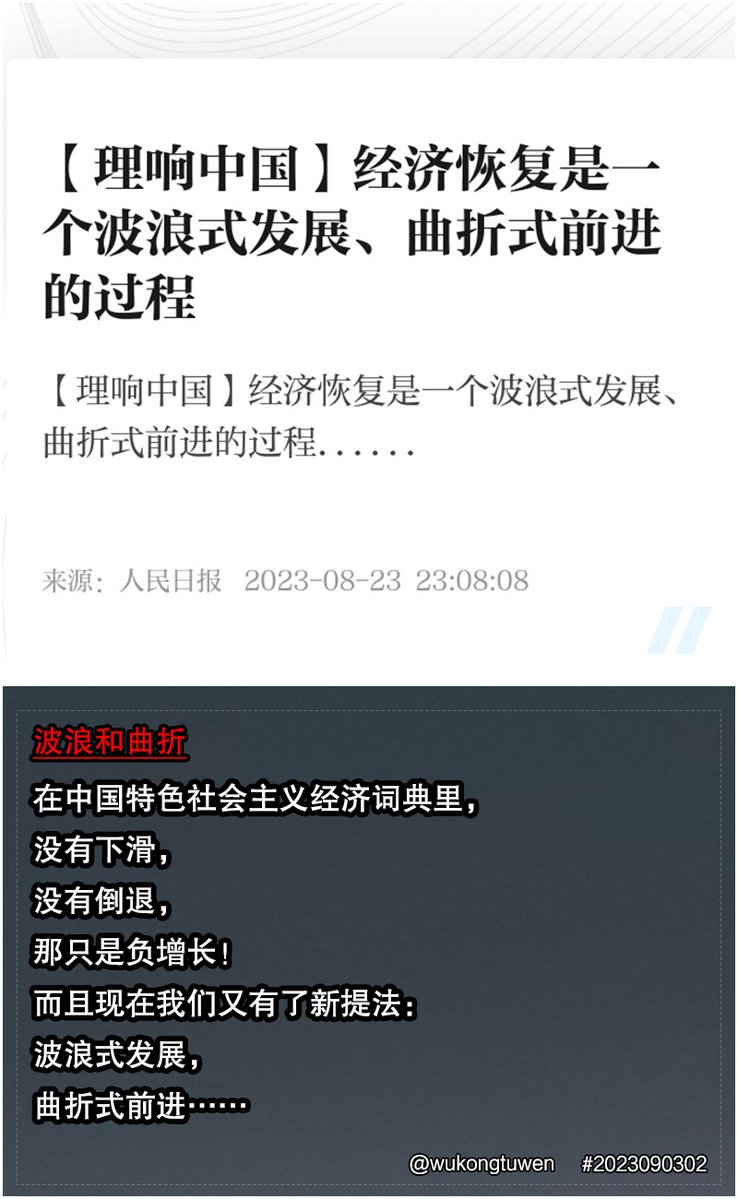 【理响中国】经济恢复是一
个波浪式发展、曲折式前进
的过程
【理响中国】经济恢复是一个波浪式发展、
曲折式前进的过程......
来源：人民日报 2023-08-23 23:08:08
波浪和曲折
在中国特色社会主义经济词典里，
没有下滑，
没有倒退，
那只是负增长！
而且现在我们又有了新提法：
波浪式发展，
曲折式前进……
@wukongtuwen #2023090302